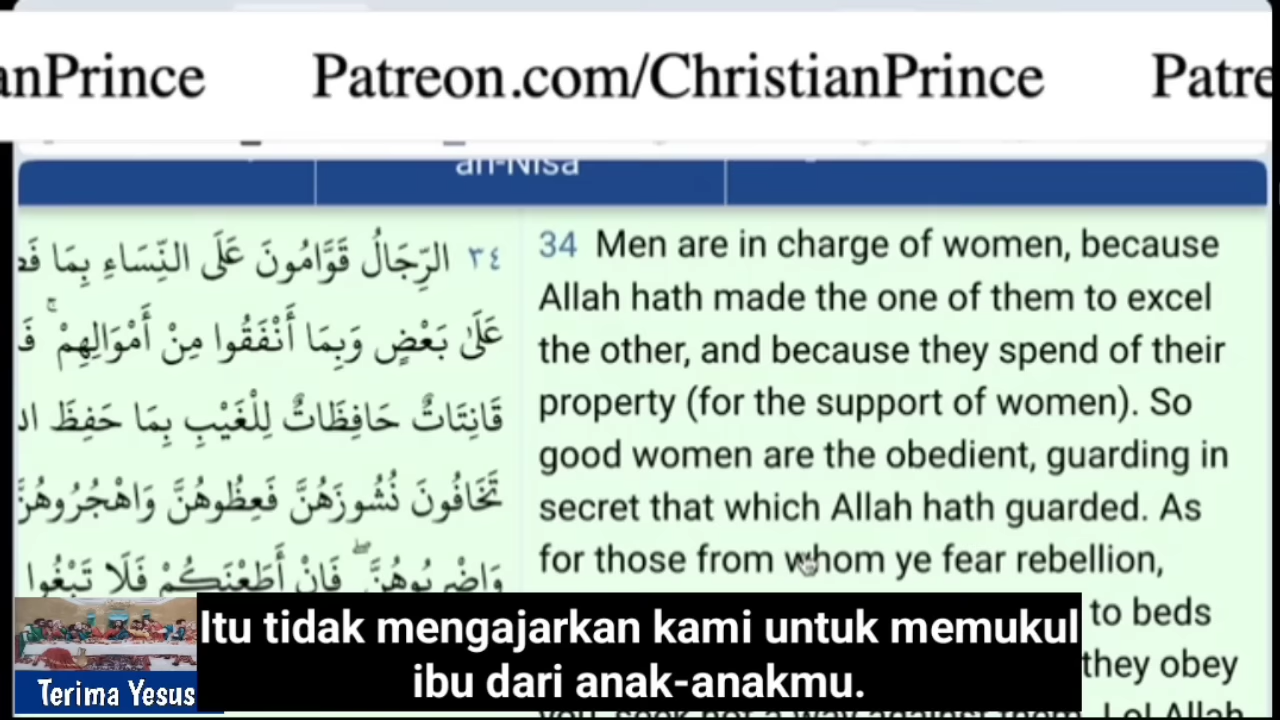 anPrince Patreon.com/ChristianPrince Patre
an-Nisa
٣٤ الرِّجَالُ قَوَّامُونَ عَلَى النِّسَاءِ بِمَا
عَلَىٰ بَعْضٍ وَبِمَا أَنْفَقُوا مِنْ أَمْوَالِهِمْ ۚ
قَانِتَاتٌ حَافِظَاتٌ لِلْغَيْبِ بِمَا حَفِظَ
تَخَافُونَ نُشُوزَهُنَّ فَعِظُوهُنَّ وَاهْجُرُوهُنَّ
وَاضْرِبُوهُنَّ ۖ فَإِنْ أَطَعْنَكُمْ فَلَا تَبْغُوا
34 Men are in charge of women, because
Allah hath made the one of them to excel
the other, and because they spend of their
property (for the support of women). So
good women are the obedient, guarding in
secret that which Allah hath guarded. As
for those from whom ye fear rebellion,
to beds
they obey
Itu tidak mengajarkan kami untuk memukul
ibu dari anak-anakmu.
Terima Yesus